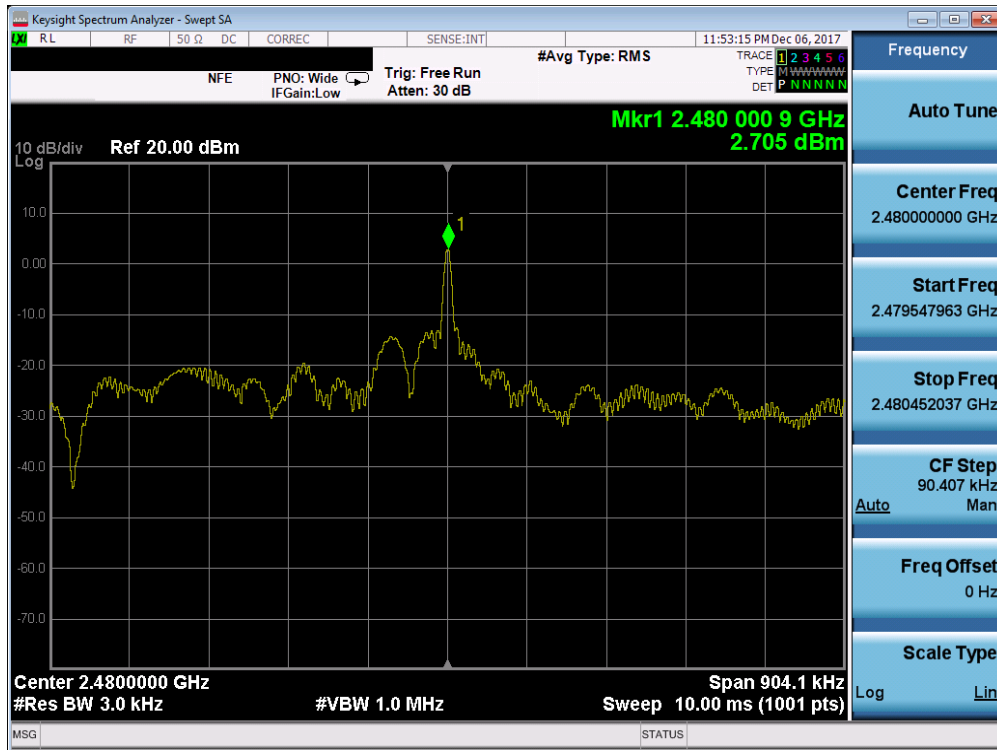 Keysight Spectrum Analyzer - Swept SA
LXI RL RF 50 Ω DC CORREC SENSE:INT 11:53:15 PM Dec 06, 2017
#Avg Type: RMS TRACE 1 2 3 4 5 6
NFE PNO: Wide Trig: Free Run TYPE M WWWWW
IFGain:Low Atten: 30 dB DET P N N N N N
Mkr1 2.480 000 9 GHz
2.705 dBm
10 dB/div Ref 20.00 dBm
Log
10.0
0.00
-10.0
-20.0
-30.0
-40.0
-50.0
-60.0
-70.0
1
Center 2.4800000 GHz Span 904.1 kHz
#Res BW 3.0 kHz #VBW 1.0 MHz Sweep 10.00 ms (1001 pts)
MSG STATUS
Frequency
Auto Tune
Center Freq
2.480000000 GHz
Start Freq
2.479547963 GHz
Stop Freq
2.480452037 GHz
CF Step
90.407 kHz
Auto Man
Freq Offset
0 Hz
Scale Type
Log Lin